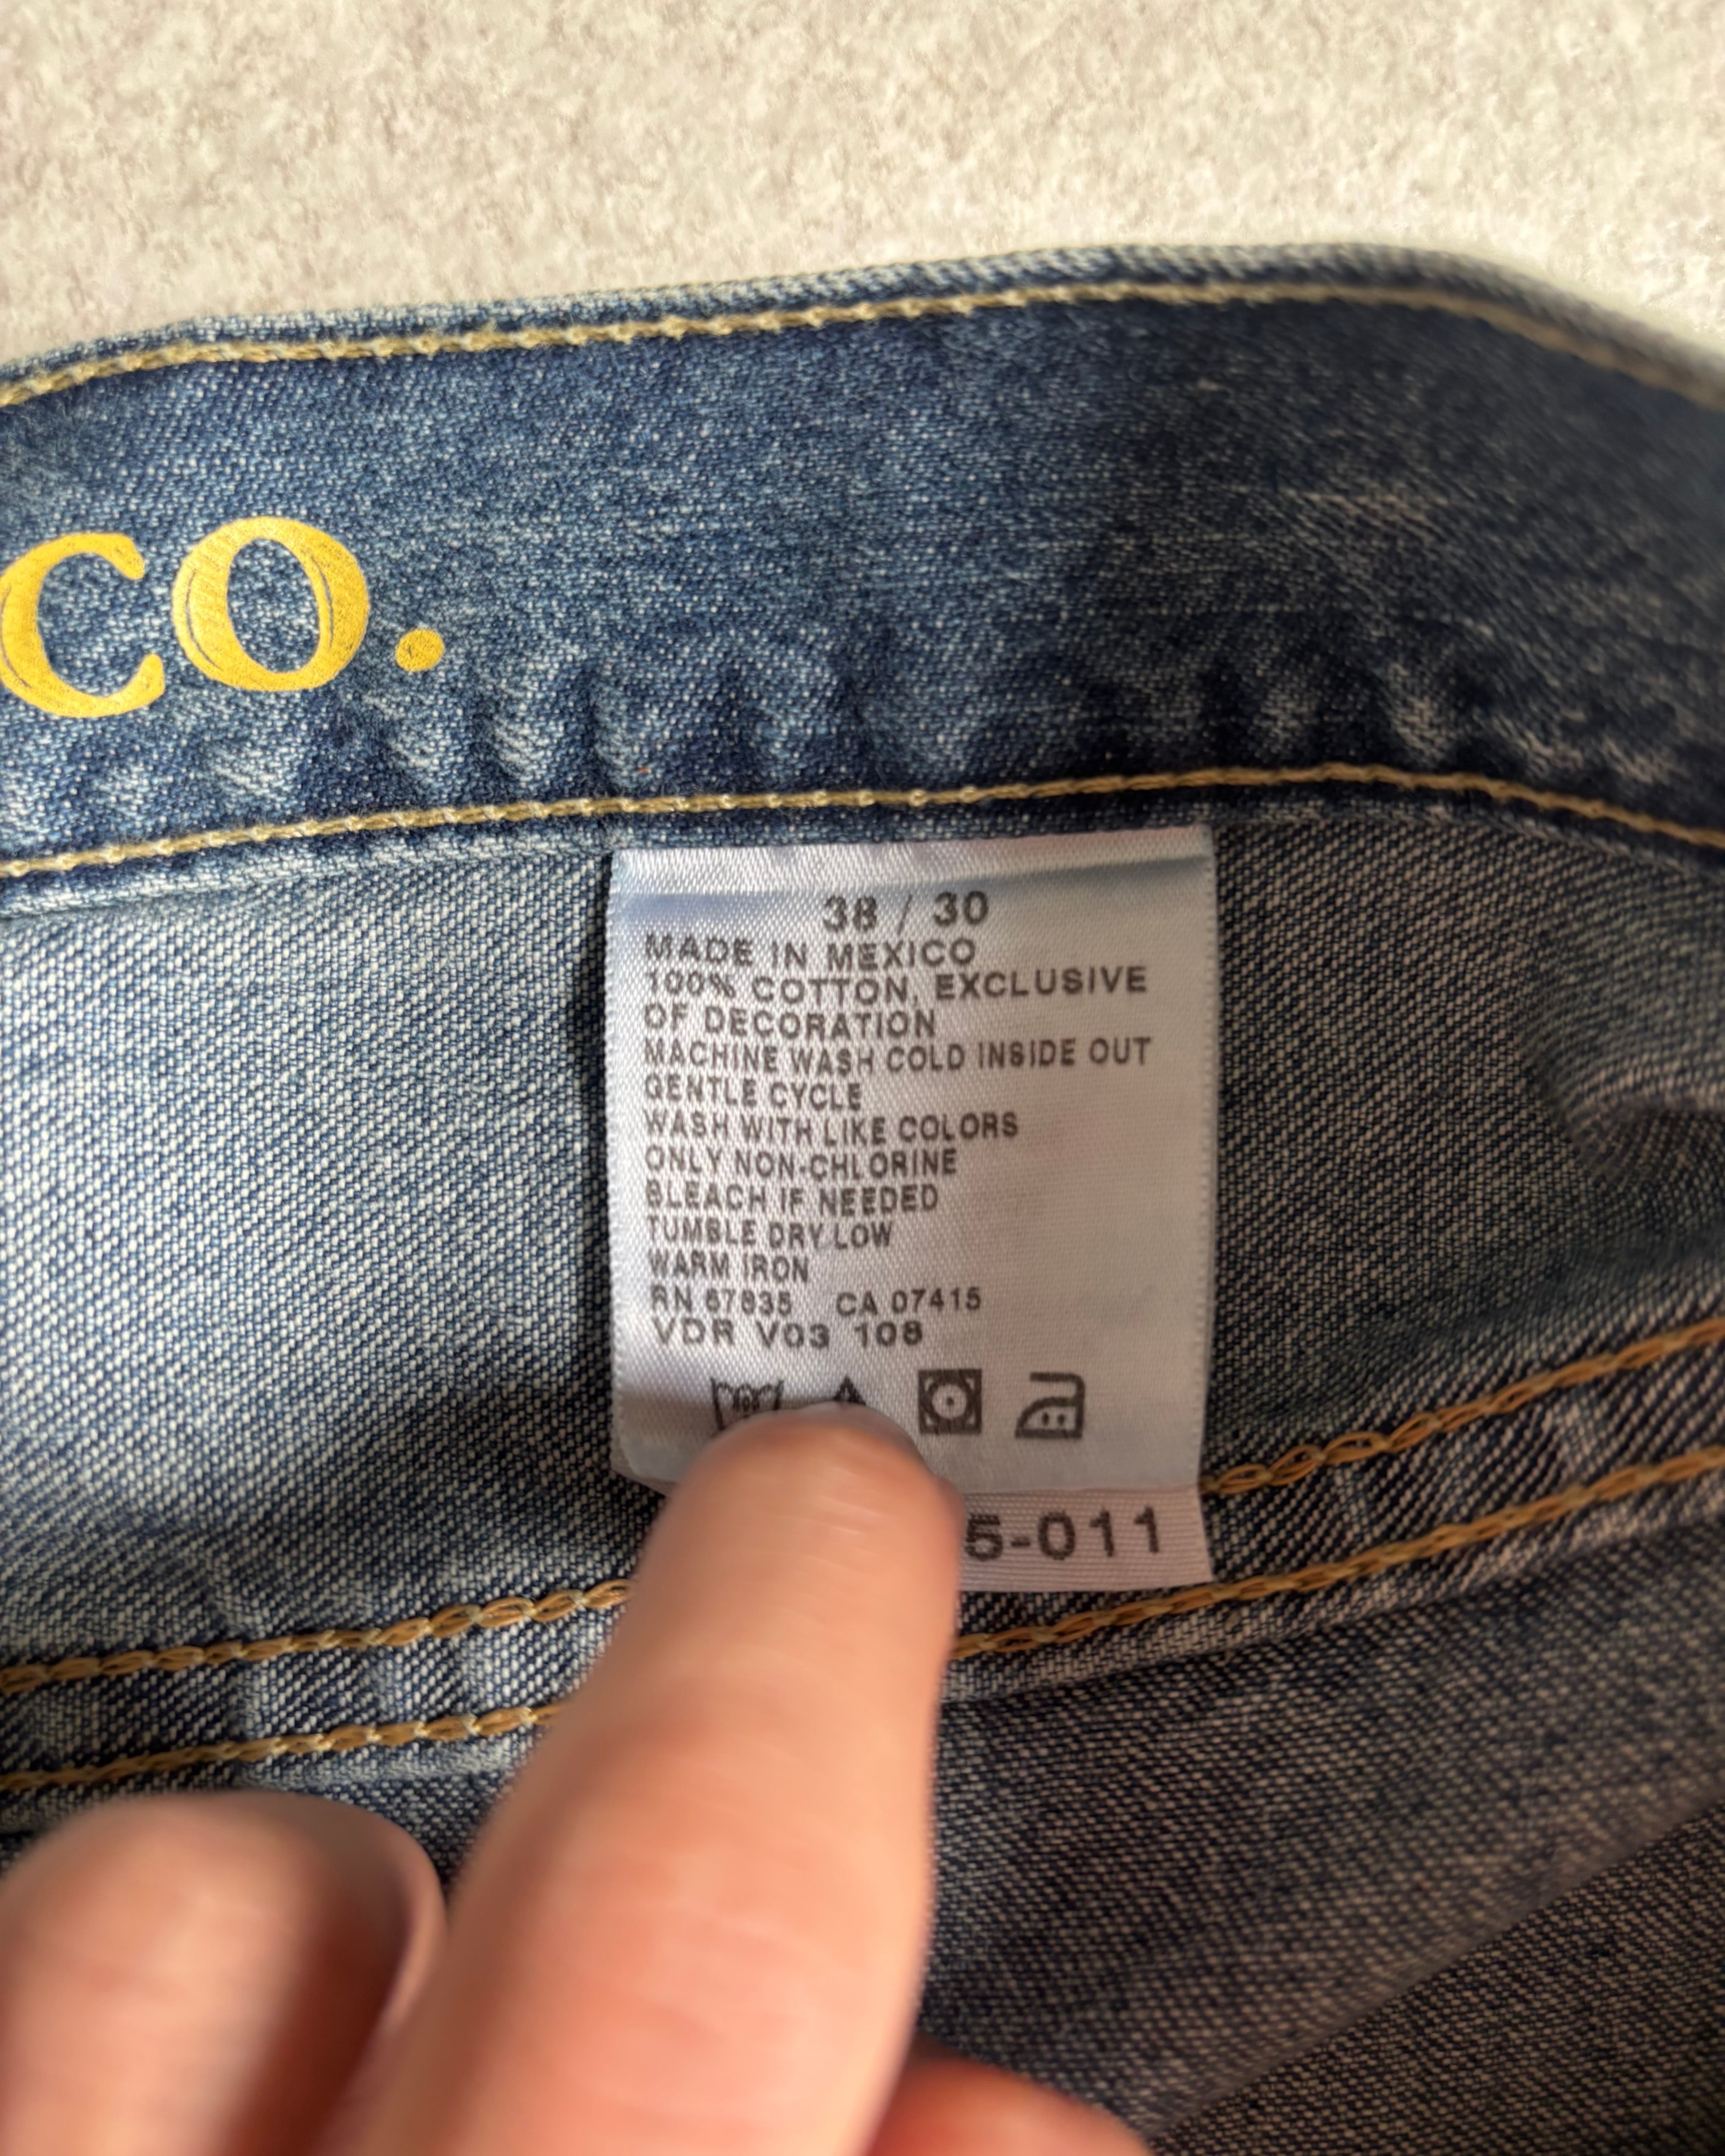 CO.
38 / 30
MADE IN MEXICO
100% COTTON, EXCLUSIVE
OF DECORATION
MACHINE WASH COLD INSIDE OUT
GENTLE CYCLE
WASH WITH LIKE COLORS
ONLY NON-CHLORINE
BLEACH IF NEEDED
TUMBLE DRY LOW
WARM IRON
RN CA 07415
VDR V03 108
5-011